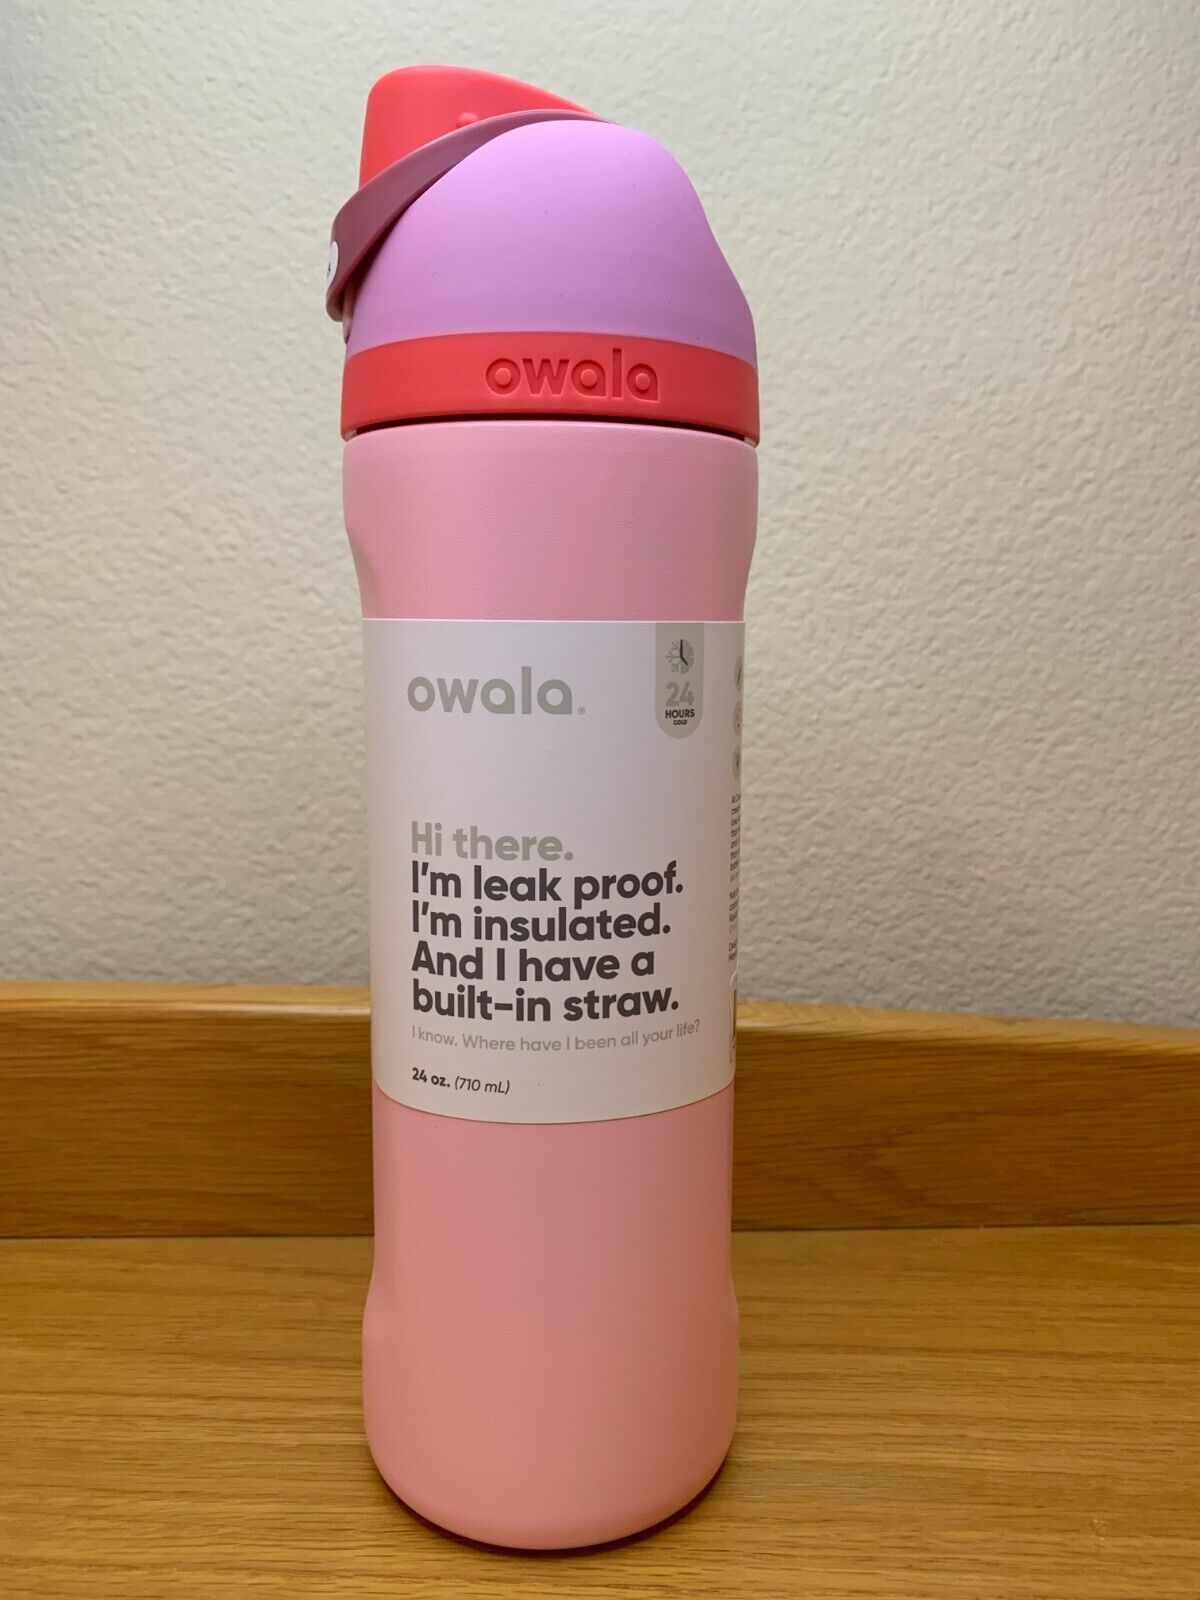 owala
owala®
24
HOURS
COLD
Hi there.
I'm leak proof.
I'm insulated.
And I have a
built-in straw.
I know. Where have I been all your life?
24 oz. (710 mL)